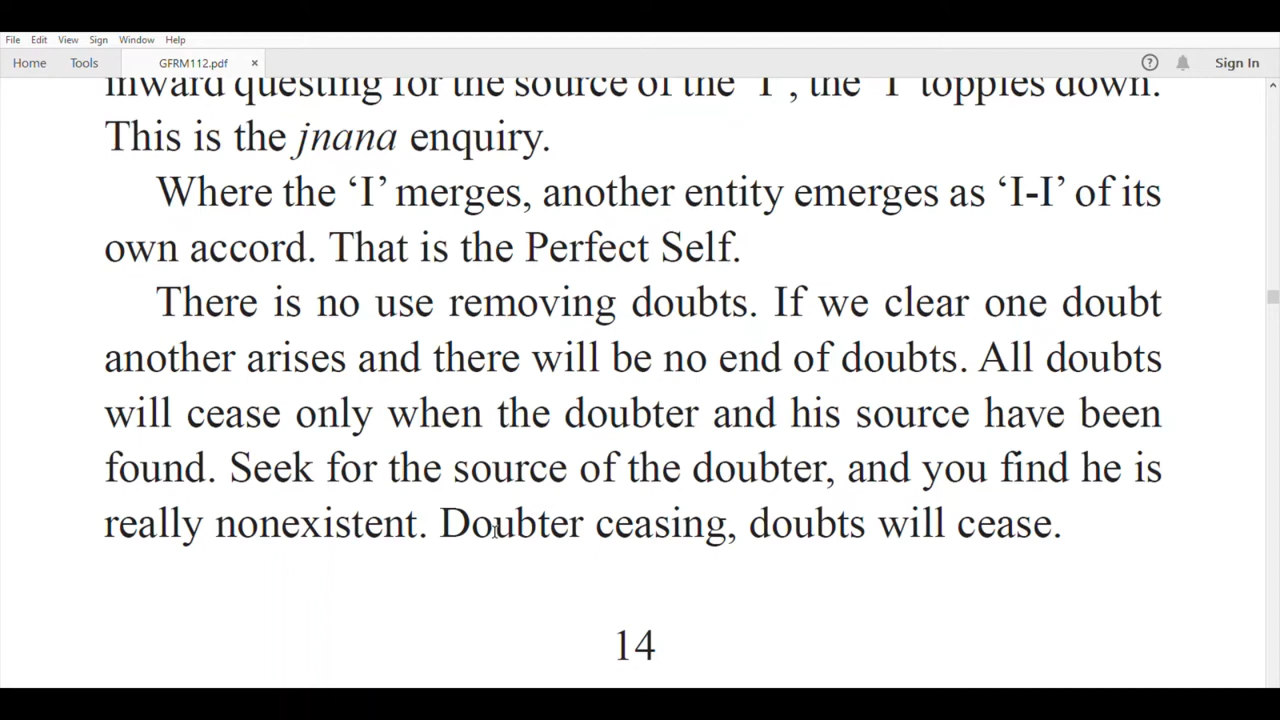 File Edit View Sign Window Help
Home Tools GFRM112.pdf × ? Sign In
inward questing for the source of the ‘I’, the ‘I’ topples down.
This is the jnana enquiry.
Where the ‘I’ merges, another entity emerges as ‘I-I’ of its
own accord. That is the Perfect Self.
There is no use removing doubts. If we clear one doubt
another arises and there will be no end of doubts. All doubts
will cease only when the doubter and his source have been
found. Seek for the source of the doubter, and you find he is
really nonexistent. Doubter ceasing, doubts will cease.
14